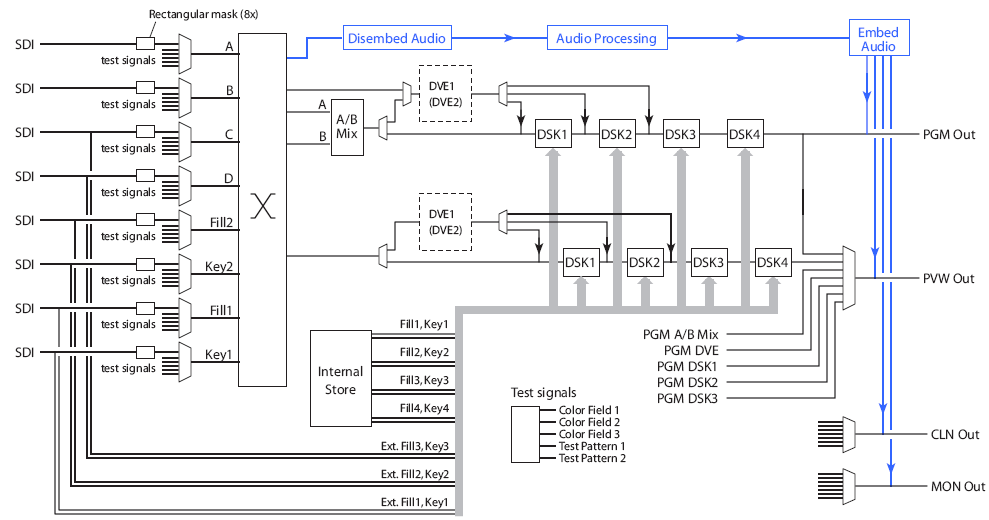 Rectangular mask (8x)
SDI
test signals
A
SDI
test signals
B
SDI
test signals
C
SDI
test signals
D
SDI
test signals
Fill2
SDI
test signals
Key2
SDI
test signals
Fill1
SDI
test signals
Key1
Disembed Audio
Audio Processing
Embed
Audio
A
B
A/B
Mix
DVE1
(DVE2)
DSK1
DSK2
DSK3
DSK4
PGM Out
DVE1
(DVE2)
DSK1
DSK2
DSK3
DSK4
PVW Out
Internal
Store
Fill1, Key1
Fill2, Key2
Fill3, Key3
Fill4, Key4
Ext. Fill3, Key3
Ext. Fill2, Key2
Ext. Fill1, Key1
PGM A/B Mix
PGM DVE
PGM DSK1
PGM DSK2
PGM DSK3
Test signals
Color Field 1
Color Field 2
Color Field 3
Test Pattern 1
Test Pattern 2
CLN Out
MON Out